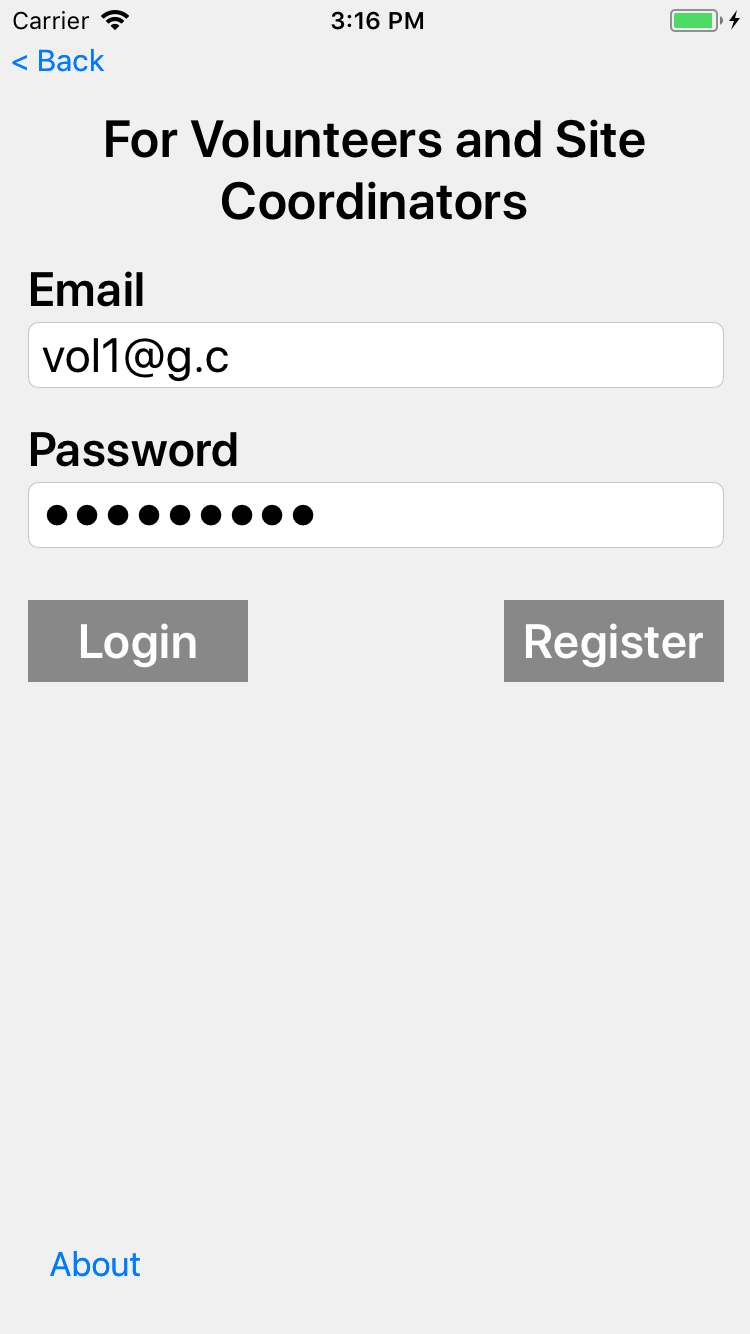 Carrier 3:16 PM
< Back
For Volunteers and Site
Coordinators
Email
vol1@g.c
Password
●●●●●●●●●
Login Register
About